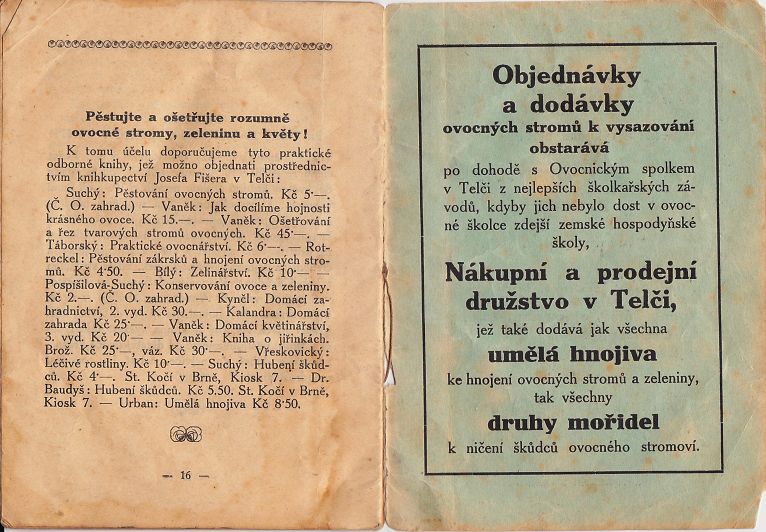 Pěstujte a ošetřujte rozumně
ovocné stromy, zeleninu a květy!
K tomu účelu doporučujeme tyto praktické
odborné knihy, jež možno objednati prostřednic-
tvím knihkupectví Josefa Fišera v Telči:
Suchý: Pěstování ovocných stromů. Kč 5·—.
(Č. O. zahrad.) — Vaněk: Jak docílíme hojnosti
krásného ovoce. Kč 15.—. — Vaněk: Ošetřování
a řez tvarových stromů ovocných. Kč 45·—. —
Táborský: Praktické ovocnářství. Kč 6·—. — Rot-
reckel: Pěstování zákrsků a hnojení ovocných stro-
mů. Kč 4·50. — Bílý: Zelinářství. Kč 10·— —
Pospíšilová-Suchý: Konservování ovoce a zeleniny.
Kč 2.—. (Č. O. zahrad.) — Kynčl: Domácí za-
hradnictví, 2. vyd. Kč 30.—. — Kalandra: Domácí
zahrada Kč 25·—. — Vaněk: Domácí květinářství,
3. vyd. Kč 20·— — Vaněk: Kniha o jiřinkách.
Brož. Kč 25·—, váz. Kč 30·—. — Vřeskovický:
Léčivé rostliny. Kč 10·—. — Suchý: Hubení škůd-
ců. Kč 4·—. St. Kočí v Brně, Kiosk 7. — Dr.
Baudyš: Hubení škůdců. Kč 5.50. St. Kočí v Brně,
Kiosk 7. — Urban: Umělá hnojiva Kč 8·50.
— 16 —
Objednávky
a dodávky
ovocných stromů k vysazování
obstarává
po dohodě s Ovocnickým spolkem
v Telči z nejlepších školkařských zá-
vodů, kdyby jich nebylo dost v ovoc-
né školce zdejší zemské hospodyňské
školy,
Nákupní a prodejní
družstvo v Telči,
jež také dodává jak všechna
umělá hnojiva
ke hnojení ovocných stromů a zeleniny,
tak všechny
druhy mořidel
k ničení škůdců ovocného stromoví.